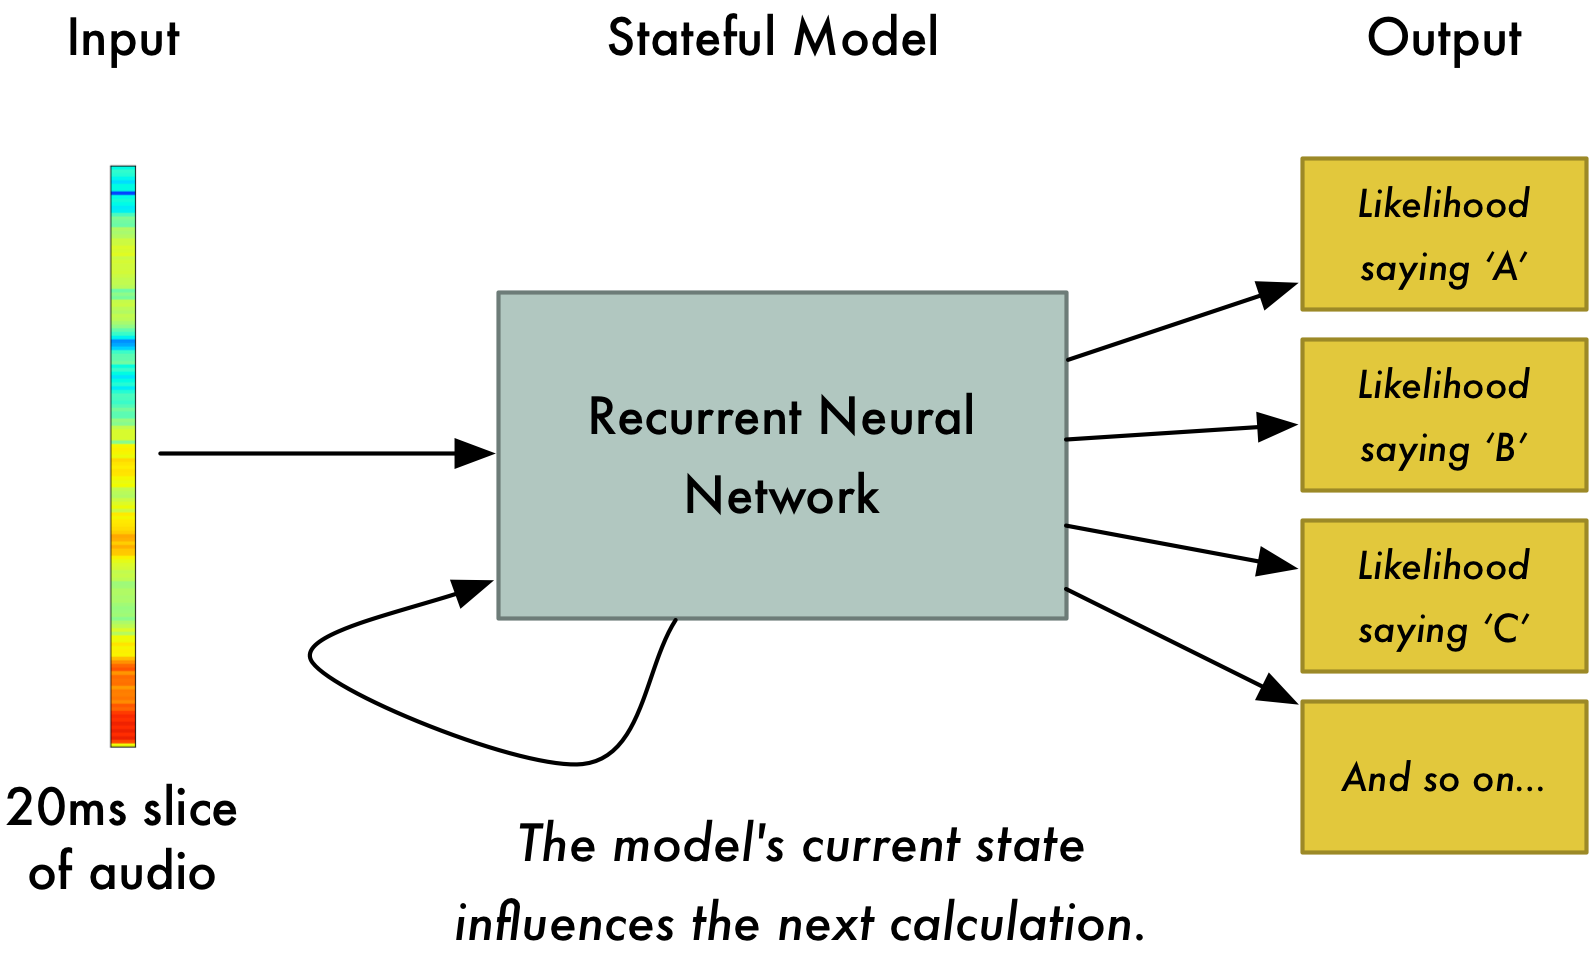 Input
Stateful Model
Output
Likelihood
saying ‘A’
Likelihood
saying ‘B’
Recurrent Neural
Network
Likelihood
saying ‘C’
And so on...
20ms slice
of audio
The model's current state
influences the next calculation.